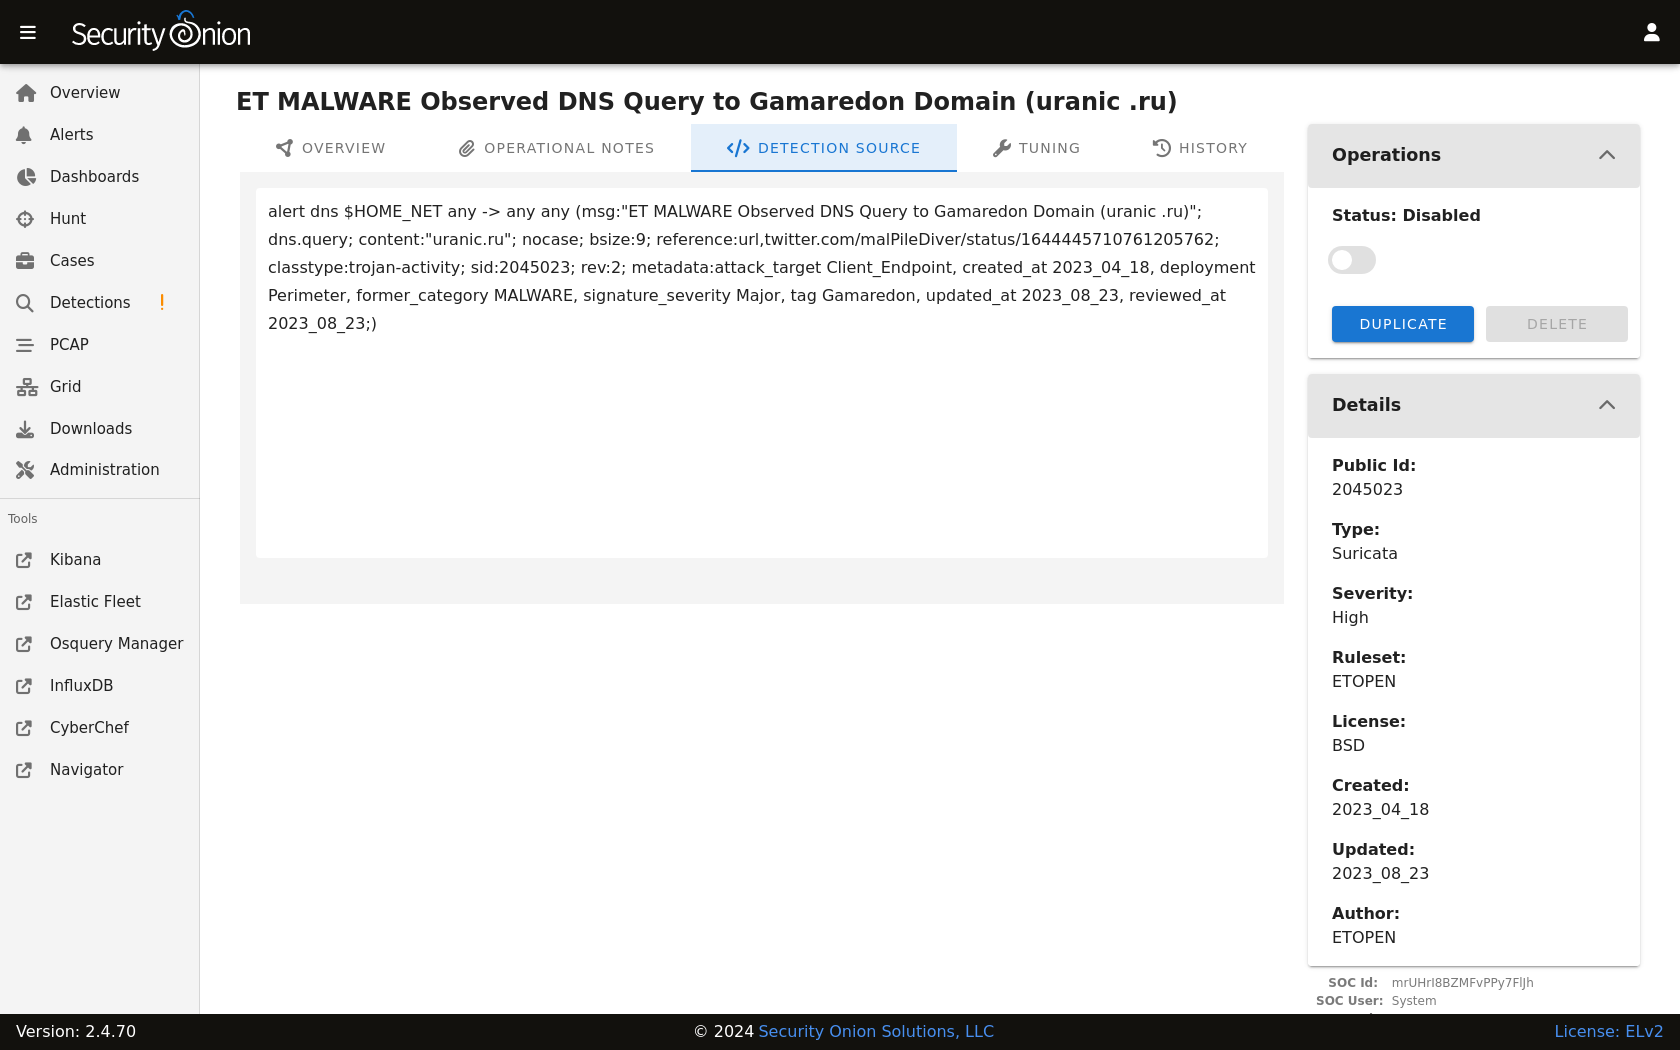 Security Onion
Overview
Alerts
Dashboards
Hunt
Cases
Detections !
PCAP
Grid
Downloads
Administration
Tools
Kibana
Elastic Fleet
Osquery Manager
InfluxDB
CyberChef
Navigator
ET MALWARE Observed DNS Query to Gamaredon Domain (uranic .ru)
OVERVIEW OPERATIONAL NOTES DETECTION SOURCE TUNING HISTORY
alert dns $HOME_NET any -> any any (msg:"ET MALWARE Observed DNS Query to Gamaredon Domain (uranic .ru)";
dns.query; content:"uranic.ru"; nocase; bsize:9; reference:url,twitter.com/malPileDiver/status/1644445710761205762;
classtype:trojan-activity; sid:2045023; rev:2; metadata:attack_target Client_Endpoint, created_at 2023_04_18, deployment
Perimeter, former_category MALWARE, signature_severity Major, tag Gamaredon, updated_at 2023_08_23, reviewed_at
2023_08_23;)
Operations
Status: Disabled
DUPLICATE DELETE
Details
Public Id:
2045023
Type:
Suricata
Severity:
High
Ruleset:
ETOPEN
License:
BSD
Created:
2023_04_18
Updated:
2023_08_23
Author:
ETOPEN
SOC Id: mrUHrI8BZMFvPPy7FlJh
SOC User: System
Version: 2.4.70
© 2024 Security Onion Solutions, LLC
License: ELv2